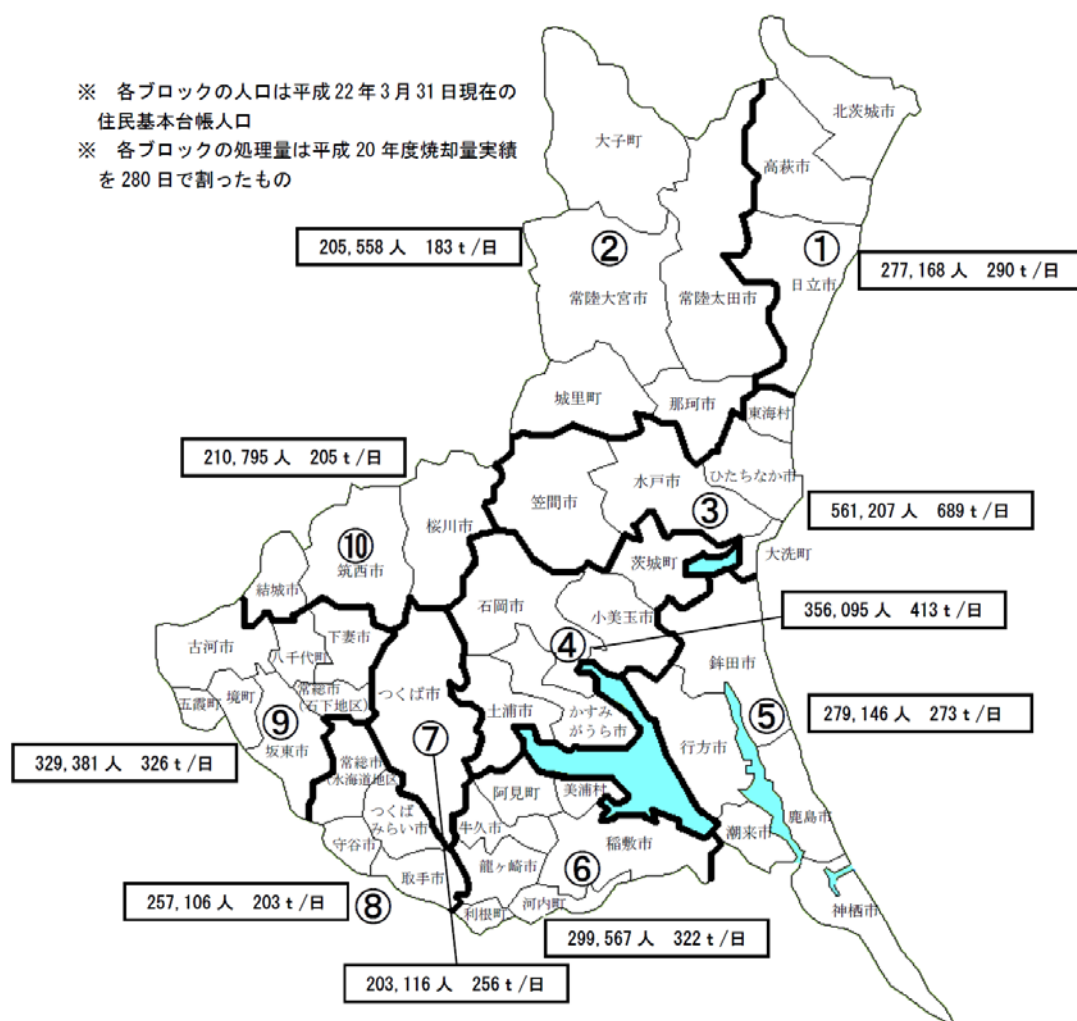 ※ 各ブロックの人口は平成22年3月31日現在の
住民基本台帳人口
※ 各ブロックの処理量は平成20年度焼却量実績
を280日で割ったもの
北茨城市
大子町
高萩市
205,558人 183t/日
②
①
277,168人 290t/日
日立市
常陸大宮市
常陸太田市
城里町
那珂市
東海村
210,795人 205t/日
ひたちなか市
水戸市
笠間市
③
561,207人 689t/日
桜川市
⑩
筑西市
大洗町
茨城町
結城市
石岡市
小美玉市
356,095人 413t/日
古河市
下妻市
八千代町
④
鉾田市
つくば市
常総市
(石下地区)
五霞町
境町
土浦市
かすみ
がうら市
⑤
279,146人 273t/日
⑨
坂東市
⑦
行方市
329,381人 326t/日
常総市
(水海道地区)
阿見町
美浦村
つくば
みらい市
牛久市
稲敷市
潮来市
鹿島市
守谷市
龍ヶ崎市
⑥
取手市
257,106人 203t/日
⑧
利根町
河内町
神栖市
299,567人 322t/日
203,116人 256t/日